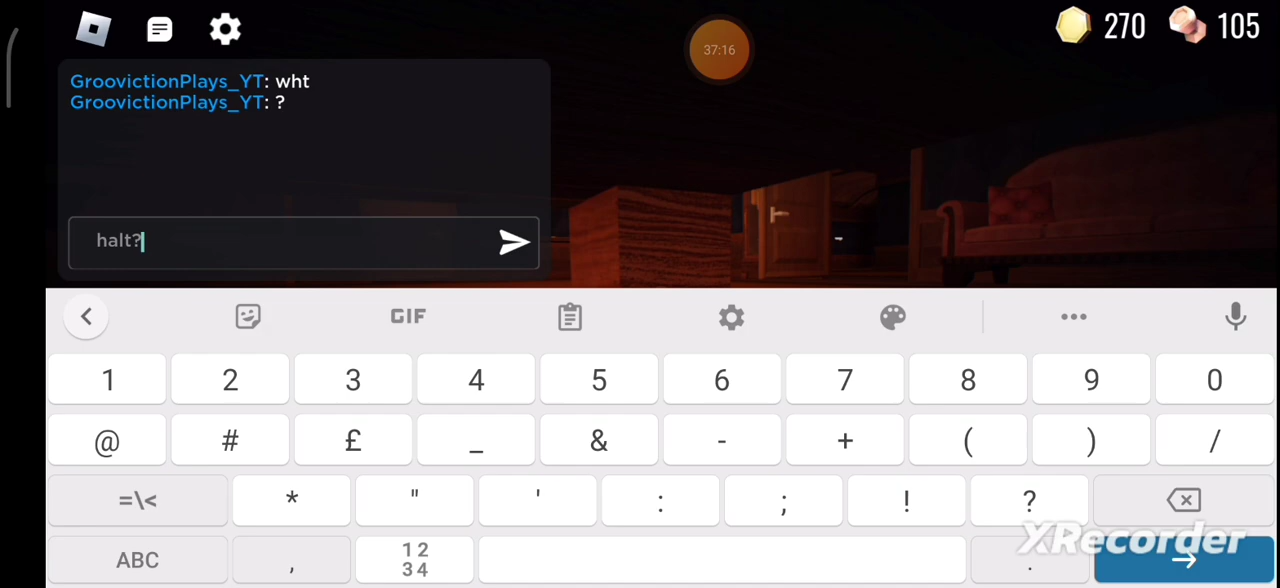 37:16
270
105
GroovictionPlays_YT: wht
GroovictionPlays_YT: ?
halt?
GIF
1 2 3 4 5 6 7 8 9 0
@ # £ _ & - + ( ) /
=\< * " ' : ; ! ?
ABC , 1 2 3 4 .
XRecorder